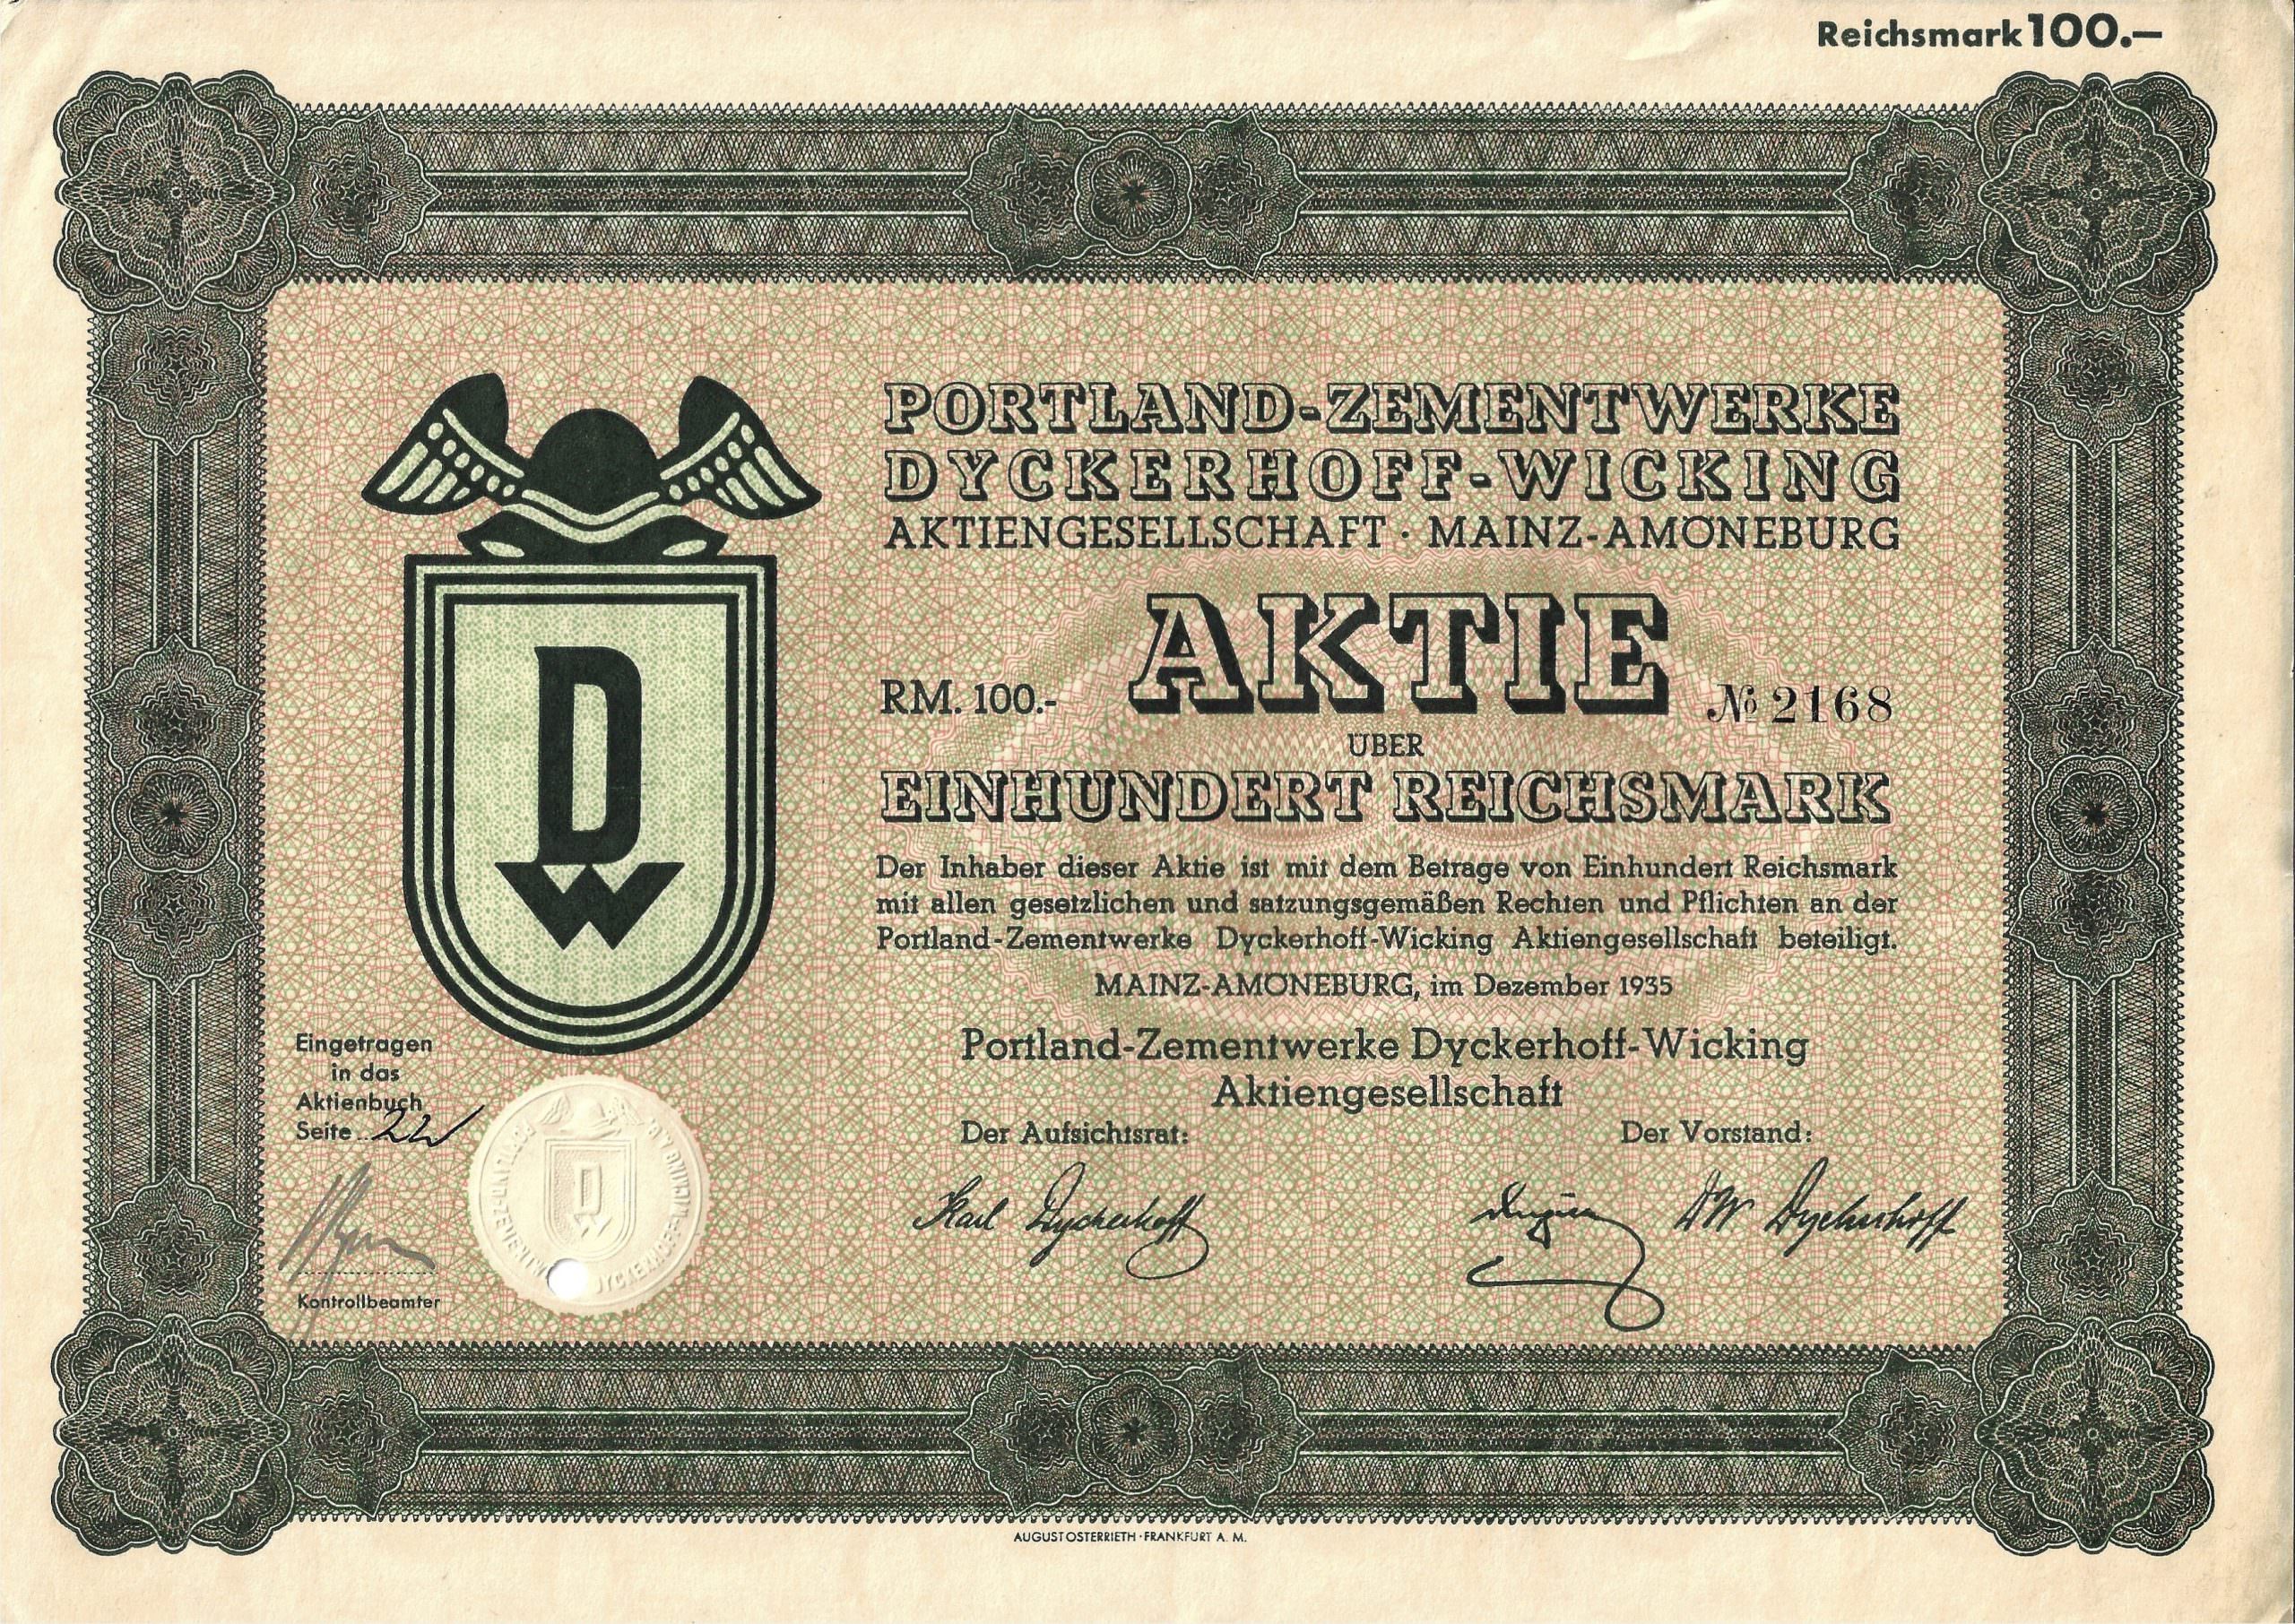 Reichsmark 100.—
PORTLAND-ZEMENTWERKE
DYCKERHOFF-WICKING
AKTIENGESELLSCHAFT · MAINZ-AMÖNEBURG
RM. 100.- AKTIE № 2168
ÜBER
EINHUNDERT REICHSMARK
Der Inhaber dieser Aktie ist mit dem Betrage von Einhundert Reichsmark
mit allen gesetzlichen und satzungsgemäßen Rechten und Pflichten an der
Portland-Zementwerke Dyckerhoff-Wicking Aktiengesellschaft beteiligt.
MAINZ-AMÖNEBURG, im Dezember 1935
Portland-Zementwerke Dyckerhoff-Wicking
Aktiengesellschaft
Der Aufsichtsrat: Der Vorstand:
Karl Dyckerhoff
DW Dyckerhoff
D
W
Eingetragen
in das
Aktienbuch
Seite
Kontrollbeamter
D
W
AUGUST OSTERRIETH · FRANKFURT A. M.